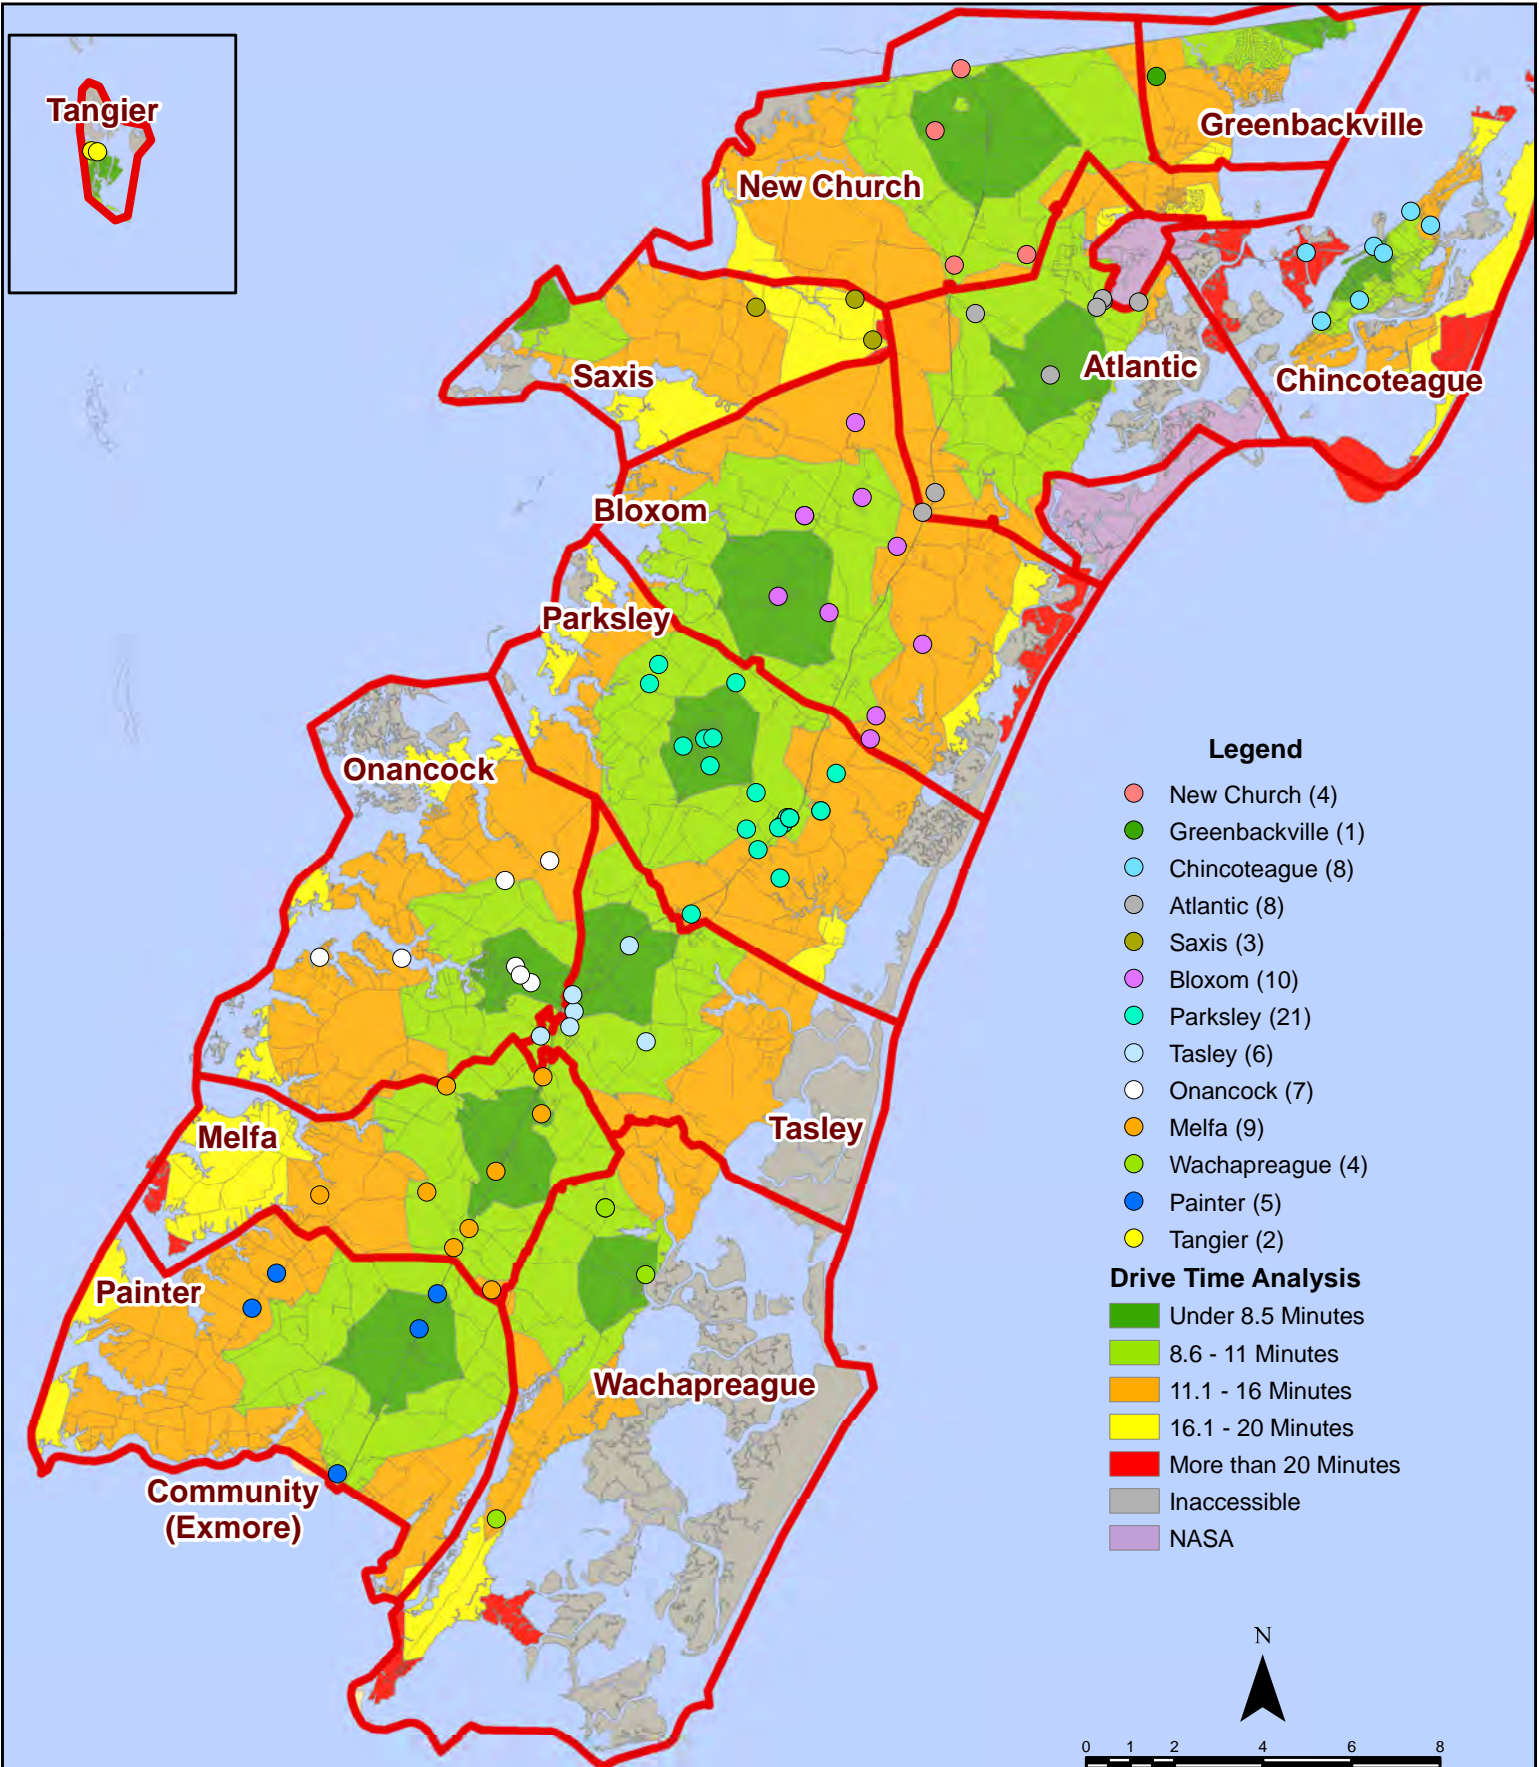 Tangier
Greenbackville
New Church
Atlantic
Chincoteague
Saxis
Bloxom
Parksley
Onancock
Tasley
Melfa
Painter
Wachapreague
Community
(Exmore)
Legend
New Church (4)
Greenbackville (1)
Chincoteague (8)
Atlantic (8)
Saxis (3)
Bloxom (10)
Parksley (21)
Tasley (6)
Onancock (7)
Melfa (9)
Wachapreague (4)
Painter (5)
Tangier (2)
Drive Time Analysis
Under 8.5 Minutes
8.6 - 11 Minutes
11.1 - 16 Minutes
16.1 - 20 Minutes
More than 20 Minutes
Inaccessible
NASA
N
0 1 2 4 6 8